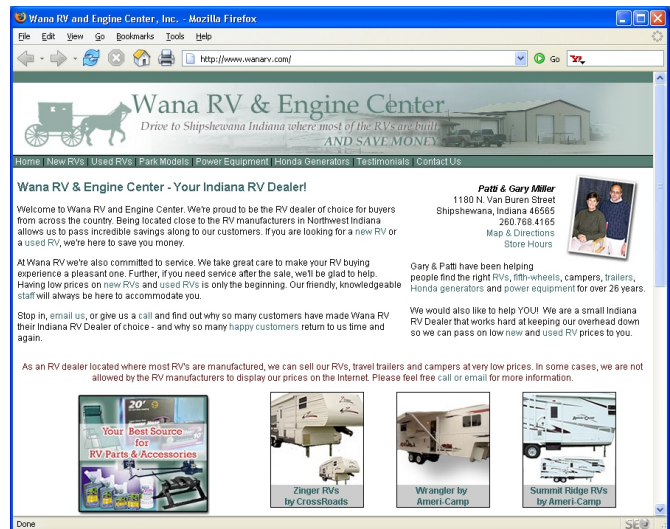 Wana RV and Engine Center, Inc. - Mozilla Firefox
File Edit View Go Bookmarks Tools Help
http://www.wanarv.com/
Go
Wana RV & Engine Center
Drive to Shipshewana Indiana where most of the RVs are built
AND SAVE MONEY
Home | New RVs | Used RVs | Park Models | Power Equipment | Honda Generators | Testimonials | Contact Us
Wana RV & Engine Center - Your Indiana RV Dealer!
Welcome to Wana RV and Engine Center. We're proud to be the RV dealer of choice for buyers
from across the country. Being located close to the RV manufacturers in Northwest Indiana
allows us to pass incredible savings along to our customers. If you are looking for a new RV or
a used RV, we're here to save you money.
At Wana RV we're also committed to service. We take great care to make your RV buying
experience a pleasant one. Further, if you need service after the sale, we'll be glad to help.
Having low prices on new RVs and used RVs is only the beginning. Our friendly, knowledgeable
staff will always be here to accommodate you.
Stop in, email us, or give us a call and find out why so many customers have made Wana RV
their Indiana RV Dealer of choice - and why so many happy customers return to us time and
again.
Patti & Gary Miller
1180 N. Van Buren Street
Shipshewana, Indiana 46565
260.768.4165
Map & Directions
Store Hours
Gary & Patti have been helping
people find the right RVs, fifth-wheels, campers, trailers,
Honda generators and power equipment for over 26 years.
We would also like to help YOU! We are a small Indiana
RV Dealer that works hard at keeping our overhead down
so we can pass on low new and used RV prices to you.
As an RV dealer located where most RV's are manufactured, we can sell our RVs, travel trailers and campers at very low prices. In some cases, we are not
allowed by the RV manufacturers to display our prices on the Internet. Please feel free call or email for more information.
20'
Your Best Source
for
RV Parts & Accessories
Zinger RVs
by CrossRoads
Wrangler by
Ameri-Camp
Summit Ridge RVs
by Ameri-Camp
Done